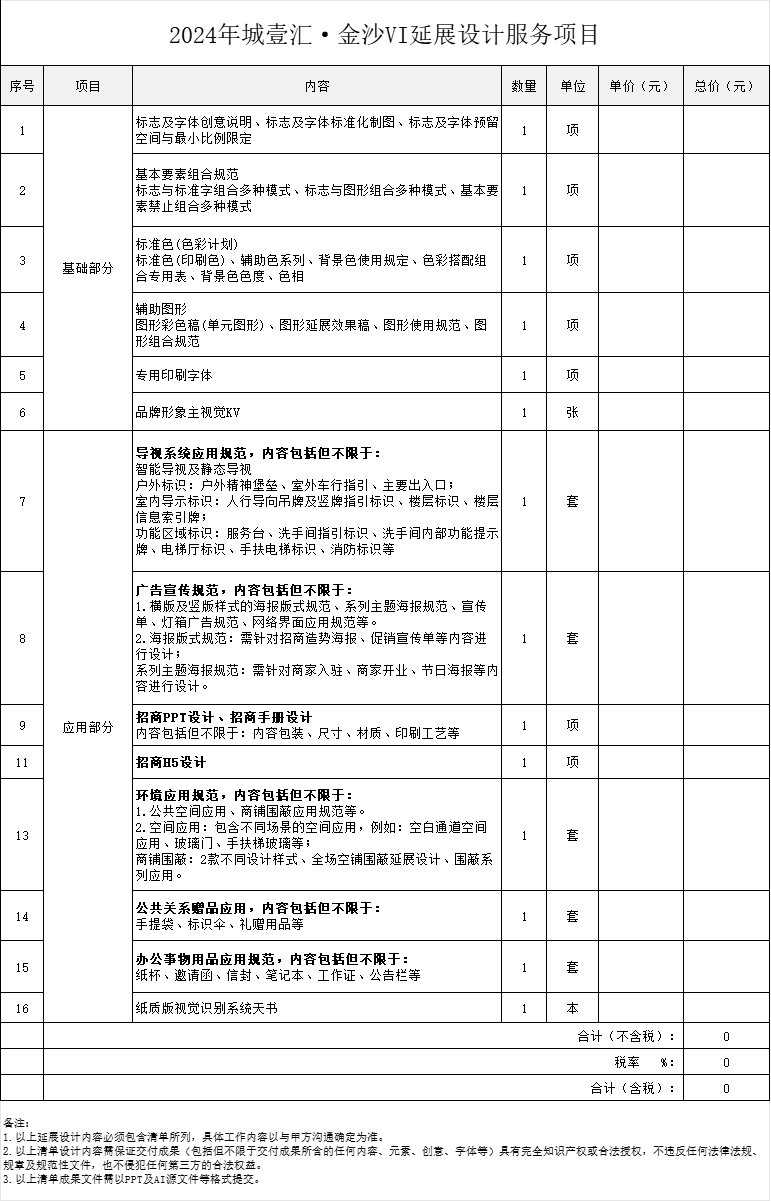 2024年城壹汇·金沙VI延展设计服务项目
序号 项目 内容 数量 单位 单价（元） 总价（元）
基础部分
1 标志及字体创意说明、标志及字体标准化制图、标志及字体预留 1 项
空间与最小比例限定
2 基本要素组合规范 1 项
标志与标准字组合多种模式、标志与图形组合多种模式、基本要
素禁止组合多种模式
3 标准色(色彩计划) 1 项
标准色(印刷色)、辅助色系列、背景色使用规定、色彩搭配组
合专用表、背景色色度、色相
4 辅助图形 1 项
图形彩色稿(单元图形)、图形延展效果稿、图形使用规范、图
形组合规范
5 专用印刷字体 1 项
6 品牌形象主视觉KV 1 张
应用部分
7 导视系统应用规范，内容包括但不限于： 1 套
智能导视及静态导视
户外标识：户外精神堡垒、室外车行指引、主要出入口；
室内导示标识：人行导向吊牌及竖牌指引标识、楼层标识、楼层
信息索引牌；
功能区域标识：服务台、洗手间指引标识、洗手间内部功能提示
牌、电梯厅标识、手扶电梯标识、消防标识等
8 广告宣传规范，内容包括但不限于： 1 套
1.横版及竖版样式的海报版式规范、系列主题海报规范、宣传
单、灯箱广告规范、网络界面应用规范等。
2.海报版式规范：需针对招商造势海报、促销宣传单等内容进
行设计；
系列主题海报规范：需针对商家入驻、商家开业、节日海报等内
容进行设计。
9 招商PPT设计、招商手册设计 1 项
内容包括但不限于：内容包装、尺寸、材质、印刷工艺等
11 招商H5设计 1 项
13 环境应用规范，内容包括但不限于： 1 套
1.公共空间应用、商铺围蔽应用规范等。
2.空间应用：包含不同场景的空间应用，例如：空白通道空间
应用、玻璃门、手扶梯玻璃等；
商铺围蔽：2款不同设计样式、全场空铺围蔽延展设计、围蔽系
列应用。
14 公共关系赠品应用，内容包括但不限于： 1 套
手提袋、标识伞、礼赠用品等
15 办公事物用品应用规范，内容包括但不限于： 1 套
纸杯、邀请函、信封、笔记本、工作证、公告栏等
16 纸质版视觉识别系统天书 1 本
合计（不含税）： 0
税率 %： 0
合计（含税）： 0
备注：
1.以上延展设计内容必须包含清单所列，具体工作内容以与甲方沟通确定为准。
2.以上清单设计内容需保证交付成果（包括但不限于交付成果所含的任何内容、元素、创意、字体等）具有完全知识产权或合法授权，不违反任何法律法规、
规章及规范性文件，也不侵犯任何第三方的合法权益。
3.以上清单成果文件需以PPT及AI源文件等格式提交。